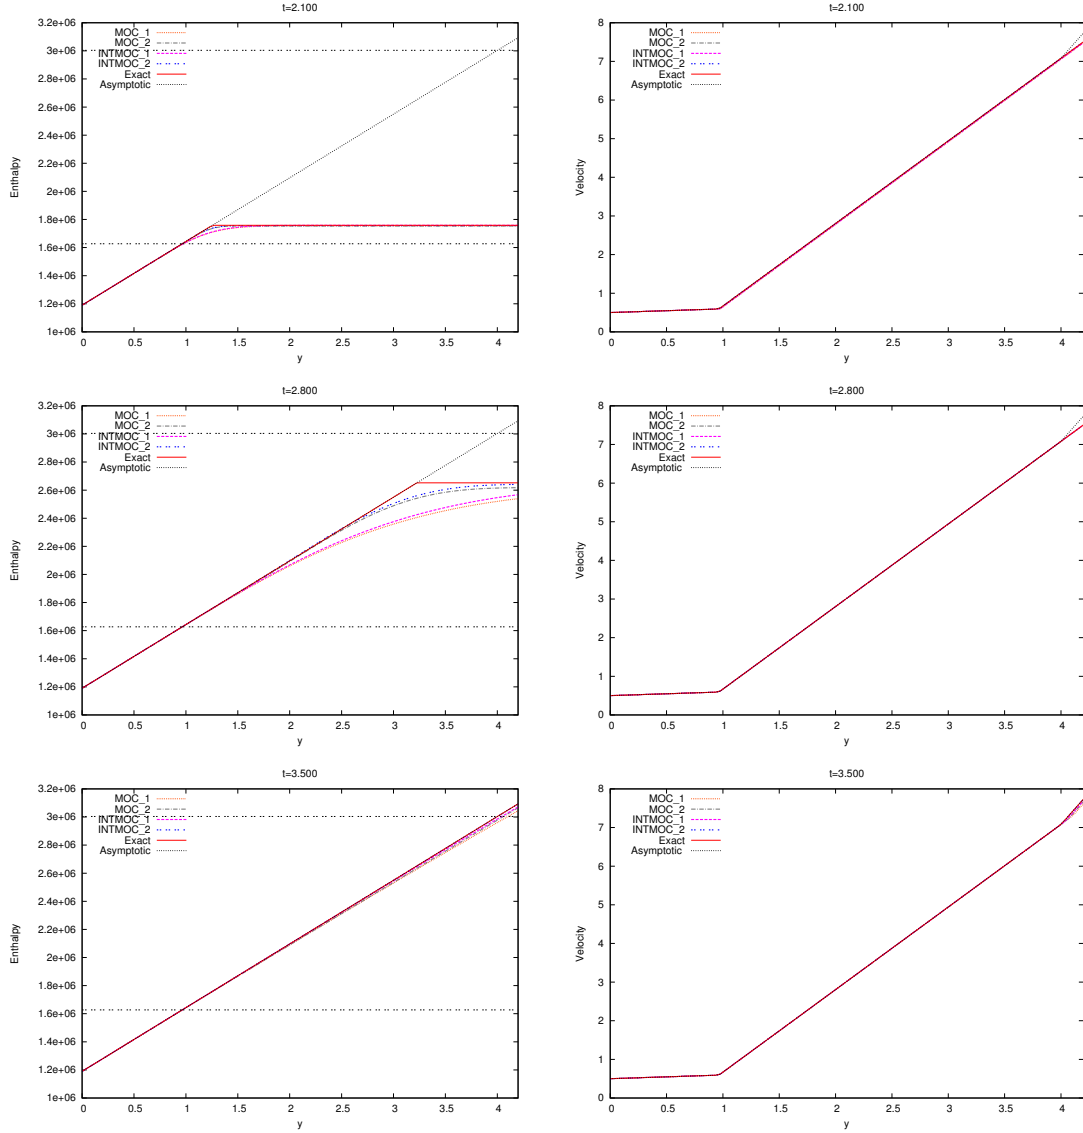 t=2.100
3.2e+06
3e+06
2.8e+06
2.6e+06
2.4e+06
2.2e+06
2e+06
1.8e+06
1.6e+06
1.4e+06
1.2e+06
1e+06
Enthalpy
MOC_1
MOC_2
INTMOC_1
INTMOC_2
Exact
Asymptotic
0 0.5 1 1.5 2 2.5 3 3.5 4
y
t=2.100
8
7
6
5
4
3
2
1
0
Velocity
MOC_1
MOC_2
INTMOC_1
INTMOC_2
Exact
Asymptotic
0 0.5 1 1.5 2 2.5 3 3.5 4
y
t=2.800
3.2e+06
3e+06
2.8e+06
2.6e+06
2.4e+06
2.2e+06
2e+06
1.8e+06
1.6e+06
1.4e+06
1.2e+06
1e+06
Enthalpy
MOC_1
MOC_2
INTMOC_1
INTMOC_2
Exact
Asymptotic
0 0.5 1 1.5 2 2.5 3 3.5 4
y
t=2.800
8
7
6
5
4
3
2
1
0
Velocity
MOC_1
MOC_2
INTMOC_1
INTMOC_2
Exact
Asymptotic
0 0.5 1 1.5 2 2.5 3 3.5 4
y
t=3.500
3.2e+06
3e+06
2.8e+06
2.6e+06
2.4e+06
2.2e+06
2e+06
1.8e+06
1.6e+06
1.4e+06
1.2e+06
1e+06
Enthalpy
MOC_1
MOC_2
INTMOC_1
INTMOC_2
Exact
Asymptotic
0 0.5 1 1.5 2 2.5 3 3.5 4
y
t=3.500
8
7
6
5
4
3
2
1
0
Velocity
MOC_1
MOC_2
INTMOC_1
INTMOC_2
Exact
Asymptotic
0 0.5 1 1.5 2 2.5 3 3.5 4
y